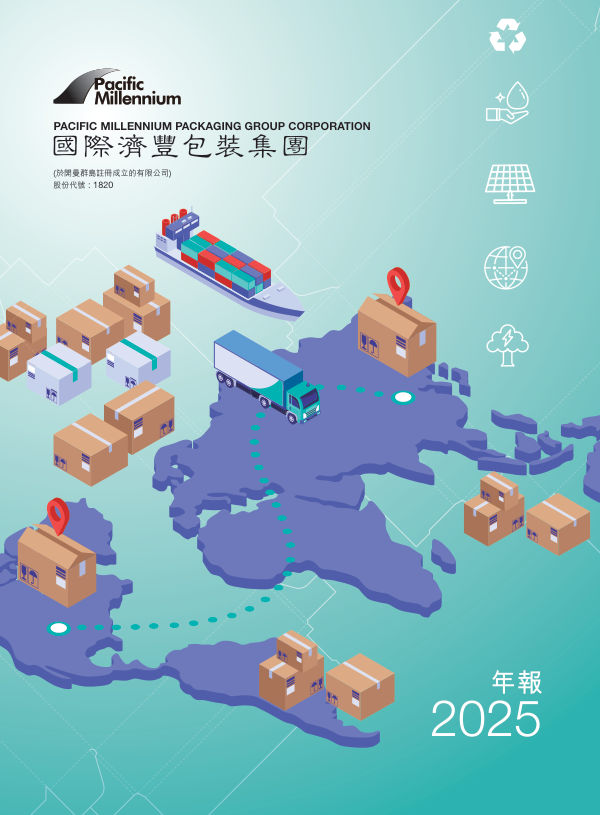 Pacific
Millennium
PACIFIC MILLENNIUM PACKAGING GROUP CORPORATION
國際濟豐包裝集團
(於開曼群島註冊成立的有限公司)
股份代號：1820
年報
2025